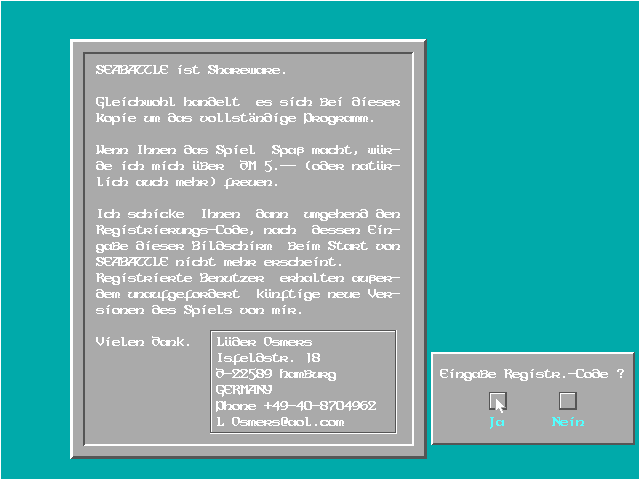 SEABATTLE ist Shareware.
Gleichwohl handelt es sich bei dieser
Kopie um das vollständige Programm.
Wenn Ihnen das Spiel Spaß macht, wür-
de ich mich über DM 5.-- (oder natür-
lich auch mehr) freuen.
Ich schicke Ihnen dann umgehend den
Registrierungs-Code, nach dessen Ein-
gabe dieser Bildschirm beim Start von
SEABATTLE nicht mehr erscheint.
Registrierte Benutzer erhalten außer-
dem unaufgefordert künftige neue Ver-
sionen des Spiels von mir.
Vielen Dank.
Lüder Osmers
Isfeldstr. 18
D-22589 Hamburg
GERMANY
Phone +49-40-8704962
L Osmers@aol.com
Eingabe Registr.-Code ?
Ja
Nein